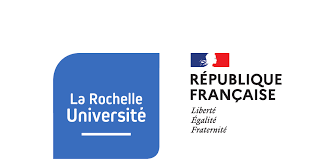 La Rochelle
Université
RÉPUBLIQUE
FRANÇAISE
Liberté
Égalité
Fraternité